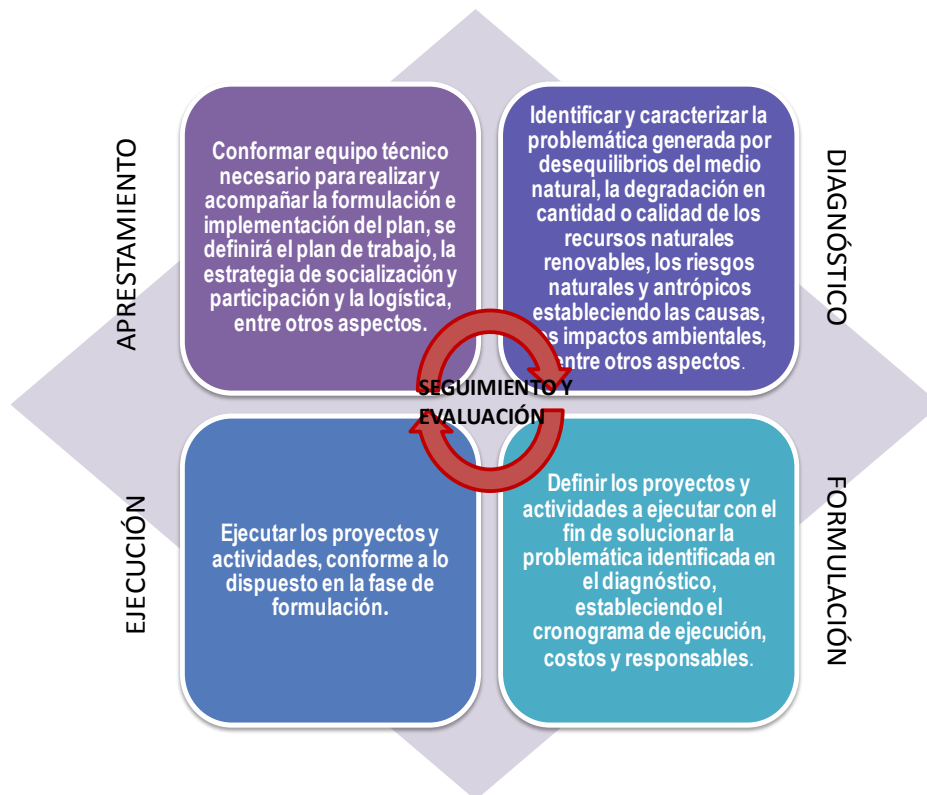 APRESTAMIENTO
Conformar equipo técnico
necesario para realizar y
acompañar la formulación e
implementación del plan, se
definirá el plan de trabajo, la
estrategia de socialización y
participación y la logística,
entre otros aspectos.
DIAGNÓSTICO
Identificar y caracterizar la
problemática generada por
desequilibrios del medio
natural, la degradación en
cantidad o calidad de los
recursos naturales
renovables, los riesgos
naturales y antrópicos
estableciendo las causas,
los impactos ambientales,
entre otros aspectos.
SEGUIMIENTO Y
EVALUACIÓN
EJECUCIÓN
Ejecutar los proyectos y
actividades, conforme a lo
dispuesto en la fase de
formulación.
FORMULACIÓN
Definir los proyectos y
actividades a ejecutar con el
fin de solucionar la
problemática identificada en
el diagnóstico,
estableciendo el
cronograma de ejecución,
costos y responsables.